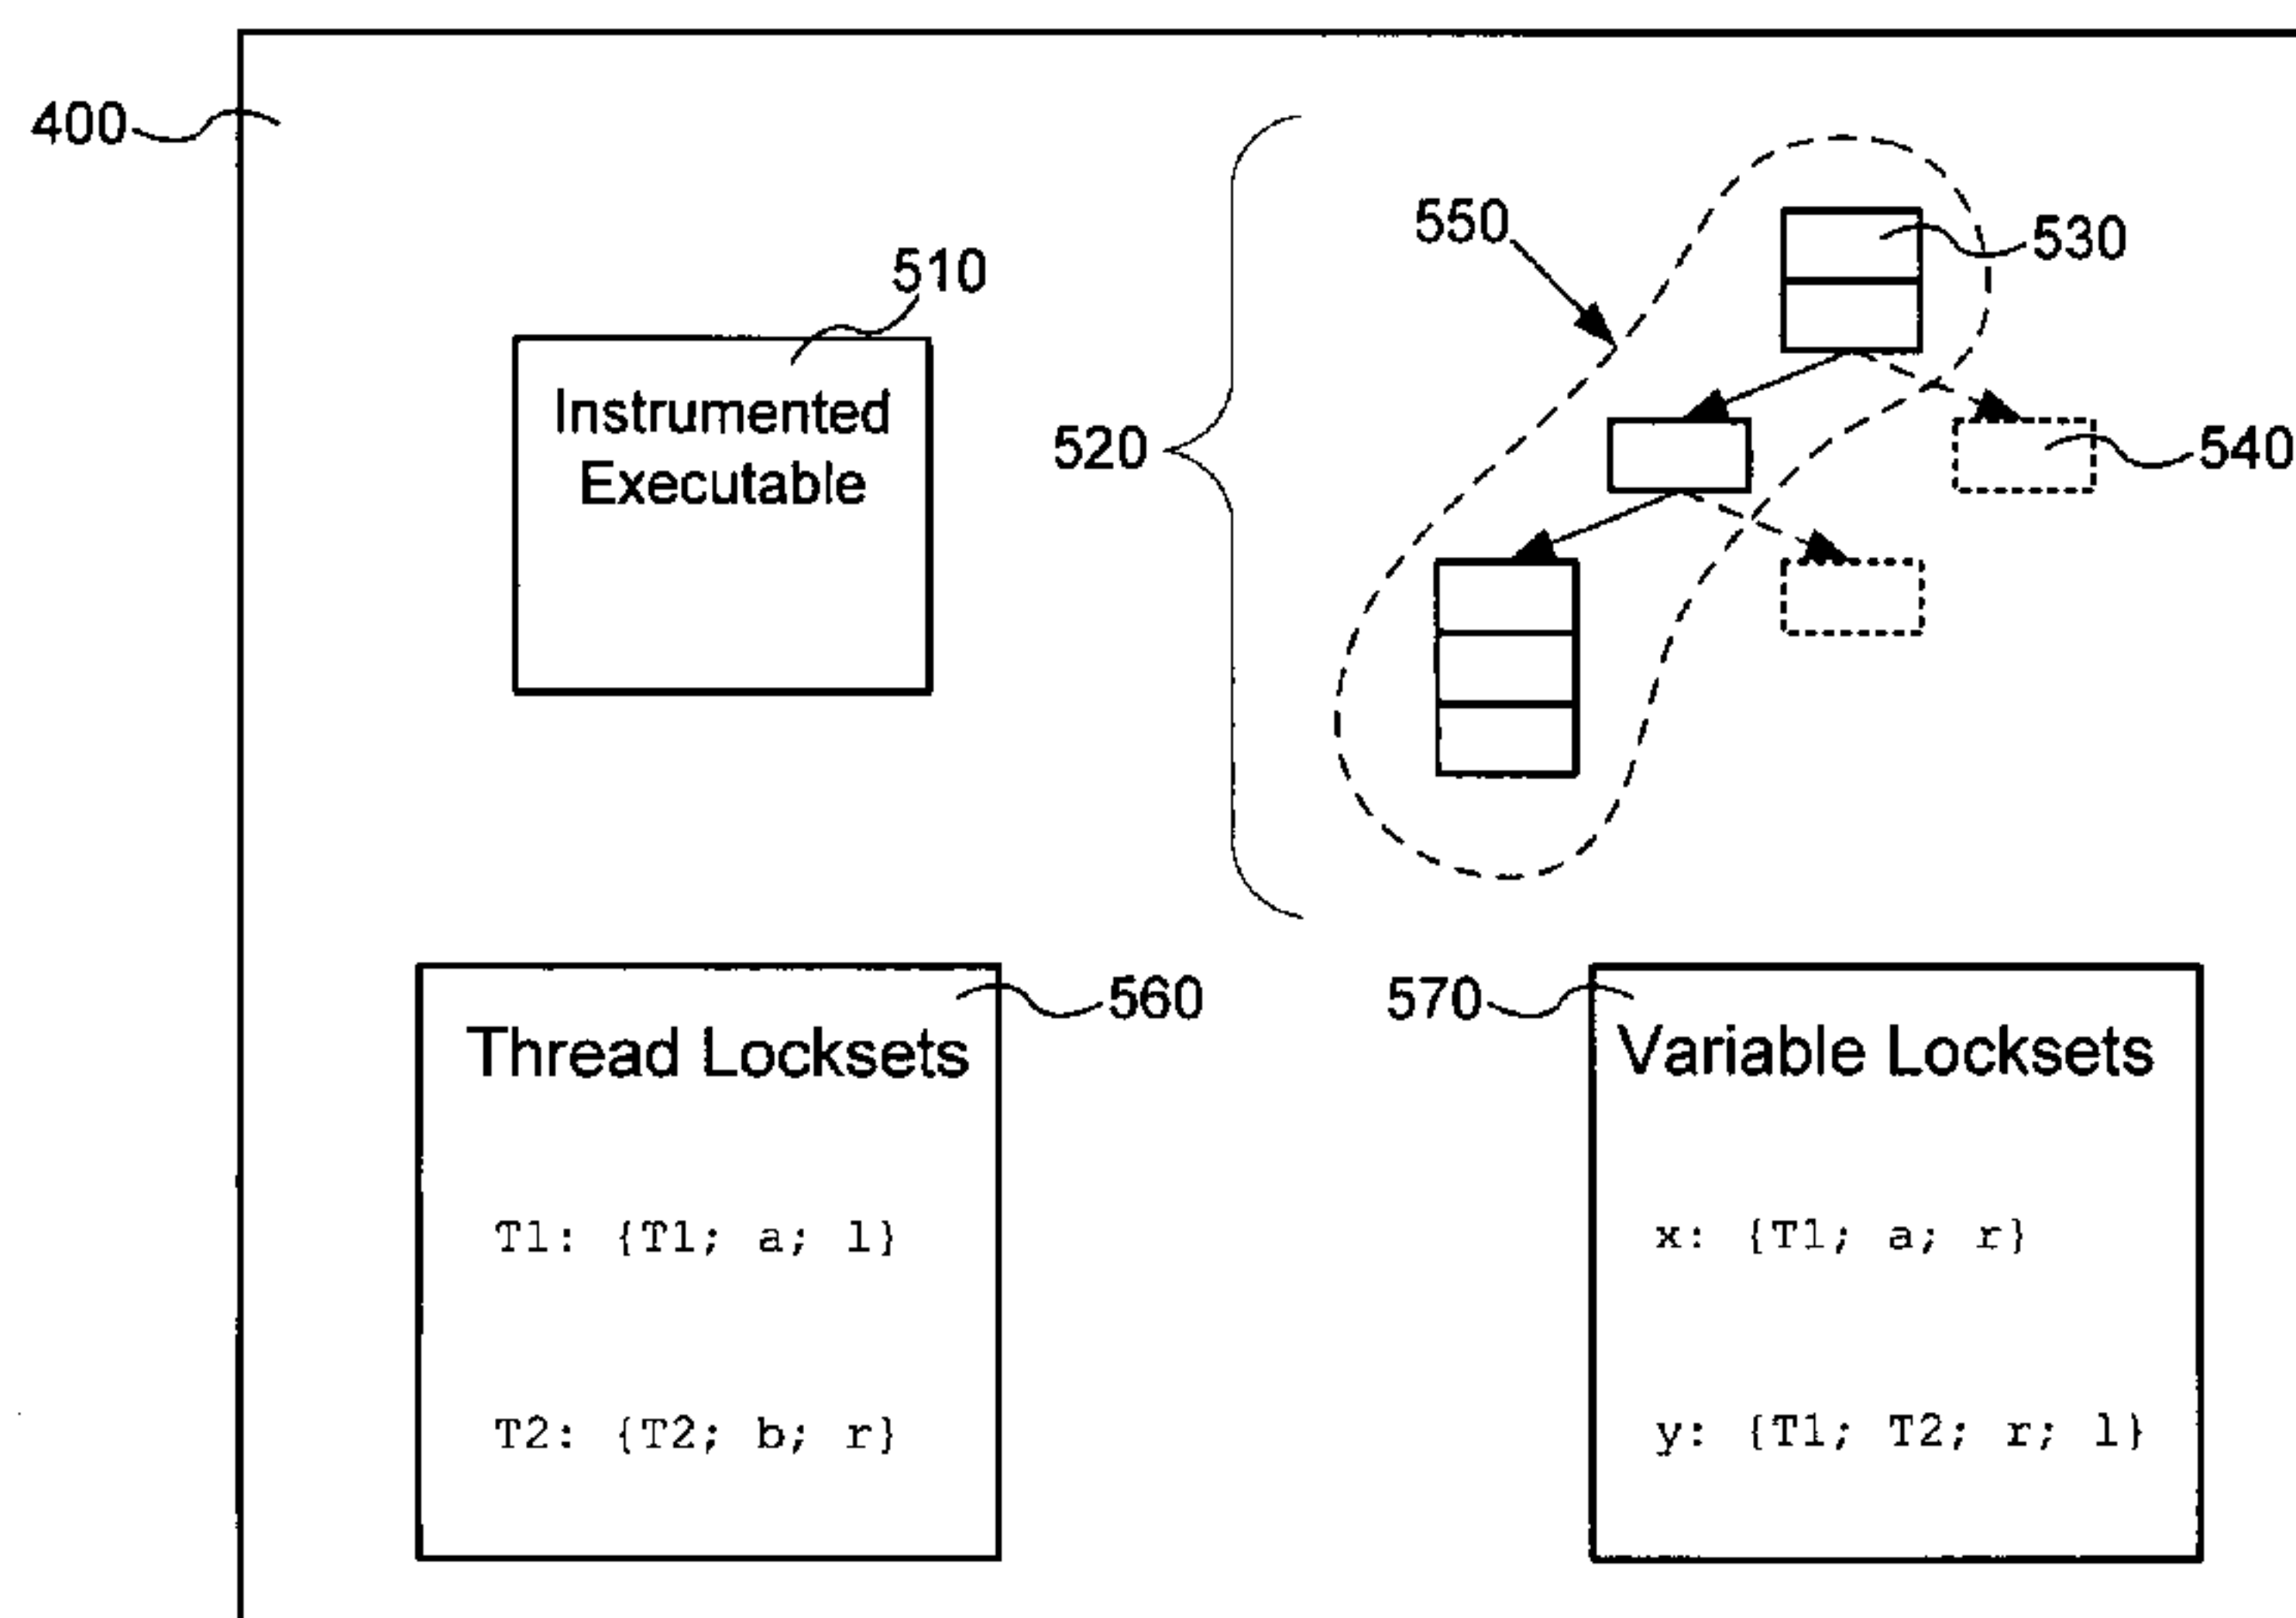 400
550
530
510
Instrumented
Executable
520
540
560
570
Thread Locksets
Variable Locksets
T1: {T1; a; l}
x: {T1; a; r}
T2: {T2; b; r}
y: {T1; T2; r; l}